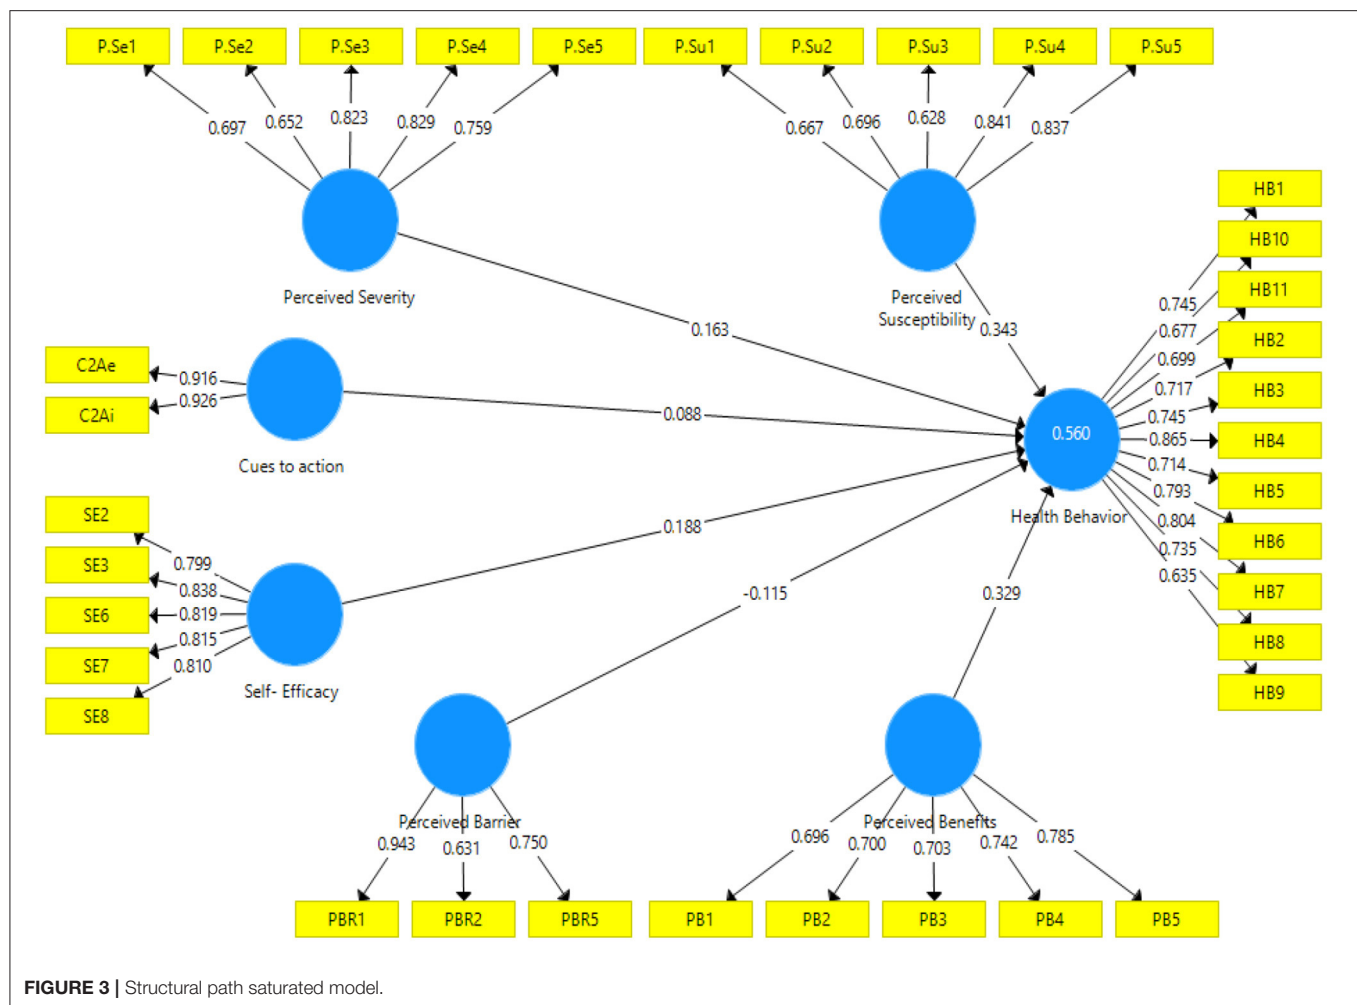 P.Se1 P.Se2 P.Se3 P.Se4 P.Se5 P.Su1 P.Su2 P.Su3 P.Su4 P.Su5
0.697 0.652 0.823 0.829 0.759 0.667 0.696 0.628 0.841 0.837
Perceived Severity
Perceived
Susceptibility
HB1
HB10
HB11
HB2
HB3
HB4
HB5
HB6
HB7
HB8
HB9
0.745
0.677
0.699
0.717
0.745
0.865
0.714
0.793
0.804
0.735
0.635
0.163
0.343
C2Ae
C2Ai
0.916
0.926
Cues to action
0.088
0.560
Health Behavior
SE2
SE3
SE6
SE7
SE8
0.799
0.838
0.819
0.815
0.810
Self- Efficacy
0.188
-0.115
0.329
Perceived Barrier
0.943 0.631 0.750
PBR1 PBR2 PBR5
Perceived Benefits
0.696 0.700 0.703 0.742 0.785
PB1 PB2 PB3 PB4 PB5
FIGURE 3 | Structural path saturated model.